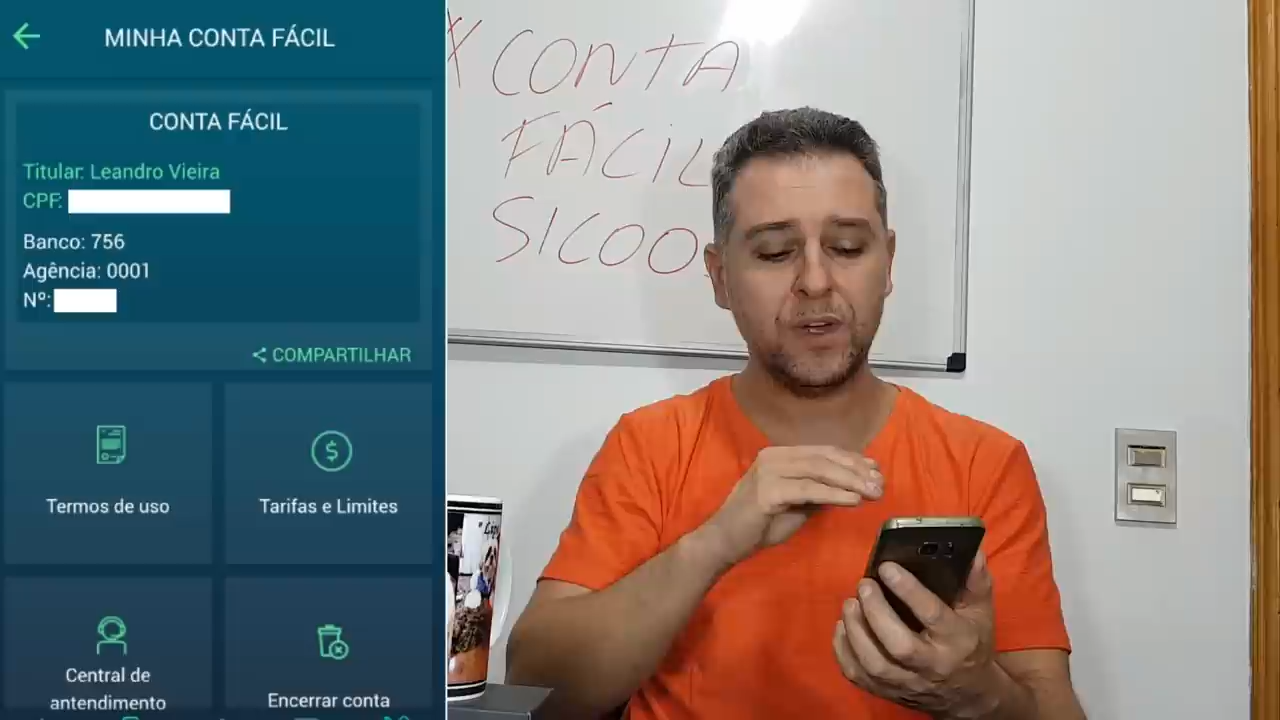 MINHA CONTA FÁCIL
CONTA FÁCIL
Titular: Leandro Vieira
CPF:
Banco: 756
Agência: 0001
Nº:
COMPARTILHAR
Termos de uso
Tarifas e Limites
Central de
antendimento
Encerrar conta
X CONTA
FÁCIL
SICOO